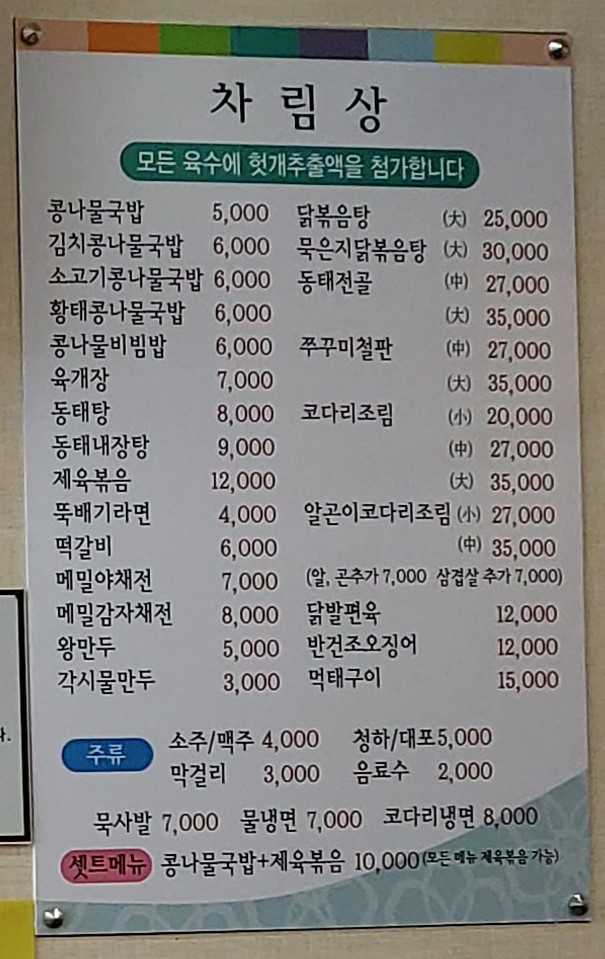 차 림 상
모든 육수에 헛개추출액을 첨가합니다
콩나물국밥 5,000
김치콩나물국밥 6,000
소고기콩나물국밥 6,000
황태콩나물국밥 6,000
콩나물비빔밥 6,000
육개장 7,000
동태탕 8,000
동태내장탕 9,000
제육볶음 12,000
뚝배기라면 4,000
떡갈비 6,000
메밀야채전 7,000
메밀감자채전 8,000
왕만두 5,000
각시물만두 3,000
닭볶음탕 (大) 25,000
묵은지닭볶음탕 (大) 30,000
동태전골 (中) 27,000
(大) 35,000
쭈꾸미철판 (中) 27,000
(大) 35,000
코다리조림 (小) 20,000
(中) 27,000
(大) 35,000
알곤이코다리조림 (小) 27,000
(中) 35,000
(알, 곤추가 7,000 삼겹살 추가 7,000)
닭발편육 12,000
반건조오징어 12,000
먹태구이 15,000
주류
소주/맥주 4,000 청하/대포 5,000
막걸리 3,000 음료수 2,000
묵사발 7,000 물냉면 7,000 코다리냉면 8,000
셋트메뉴 콩나물국밥+제육볶음 10,000 (모든 메뉴 제육볶음 가능)